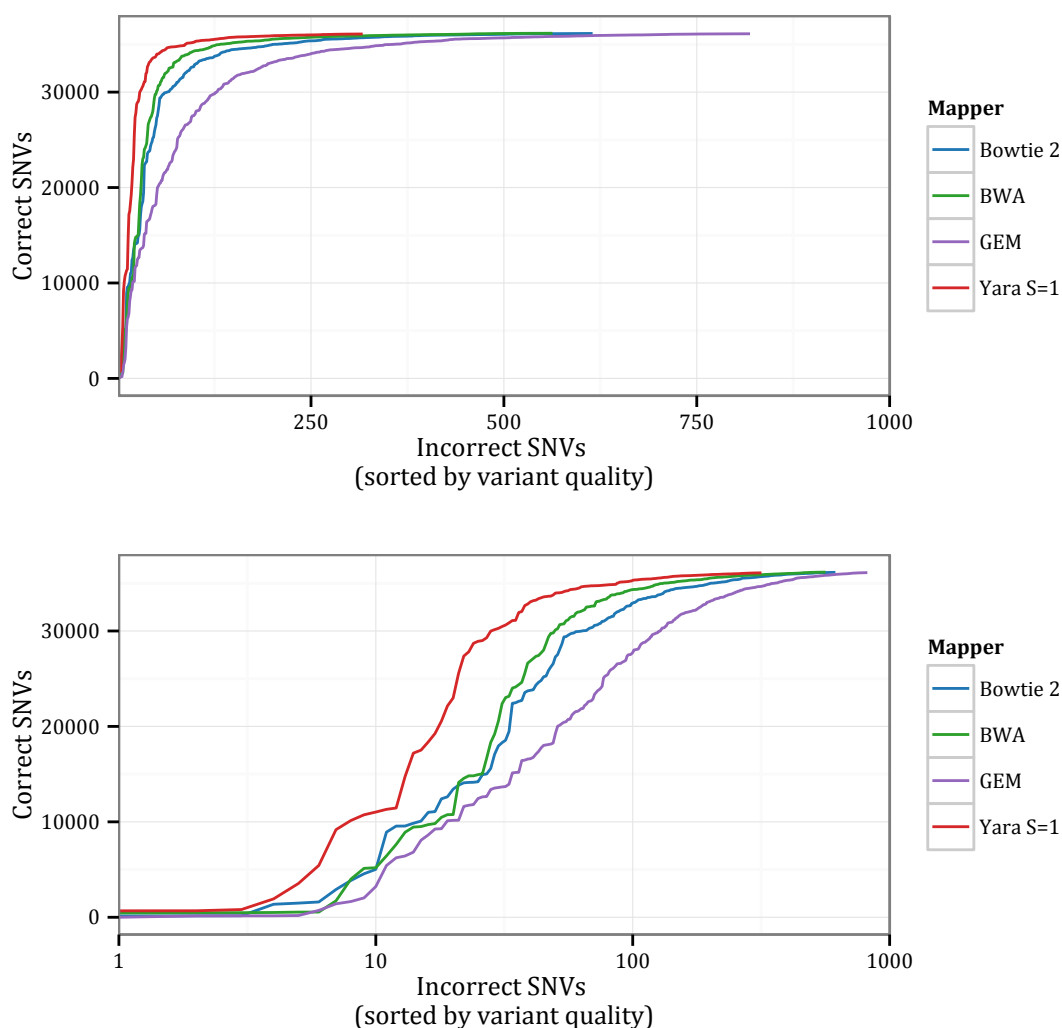 30000
20000
10000
0
Correct SNVs
250
500
750
1000
Incorrect SNVs
(sorted by variant quality)
Mapper
Bowtie 2
BWA
GEM
Yara S=1
30000
20000
10000
0
Correct SNVs
1
10
100
1000
Incorrect SNVs
(sorted by variant quality)
Mapper
Bowtie 2
BWA
GEM
Yara S=1